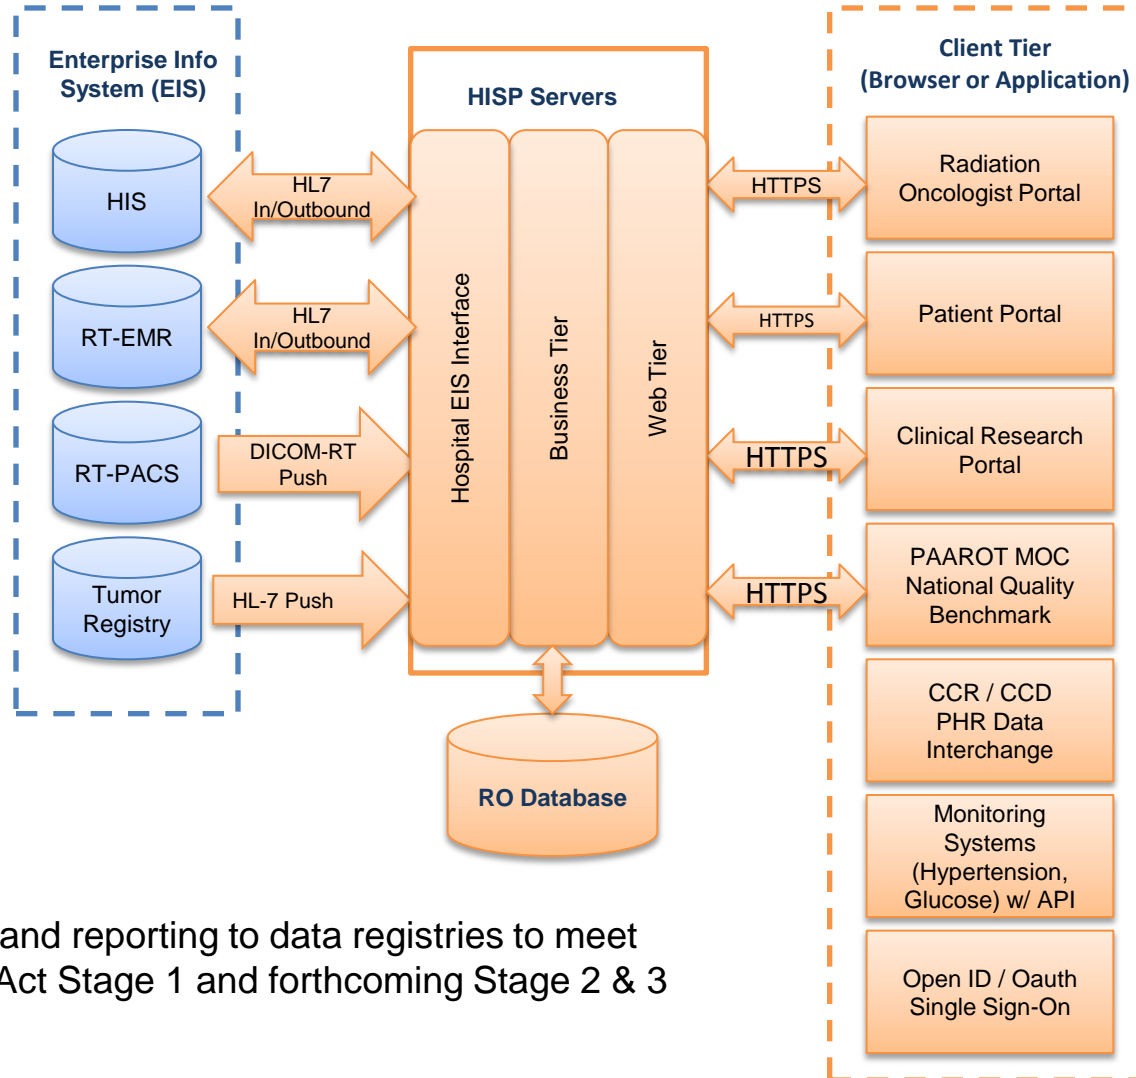 Enterprise Info
System (EIS)
HIS
RT-EMR
RT-PACS
Tumor
Registry
HL7
In/Outbound
HL7
In/Outbound
DICOM-RT
Push
HL-7 Push
HISP Servers
Hospital EIS Interface
Business Tier
Web Tier
RO Database
HTTPS
HTTPS
HTTPS
HTTPS
Client Tier
(Browser or Application)
Radiation
Oncologist Portal
Patient Portal
Clinical Research
Portal
PAAROT MOC
National Quality
Benchmark
CCR / CCD
PHR Data
Interchange
Monitoring
Systems
(Hypertension,
Glucose) w/ API
Open ID / Oauth
Single Sign-On
and reporting to data registries to meet
Act Stage 1 and forthcoming Stage 2 & 3